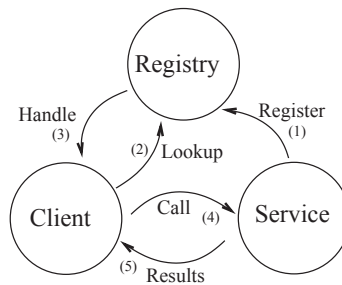 Registry
Handle
(3)
Register
(1)
(2)
Lookup
Client
Call
(4)
Service
(5)
Results